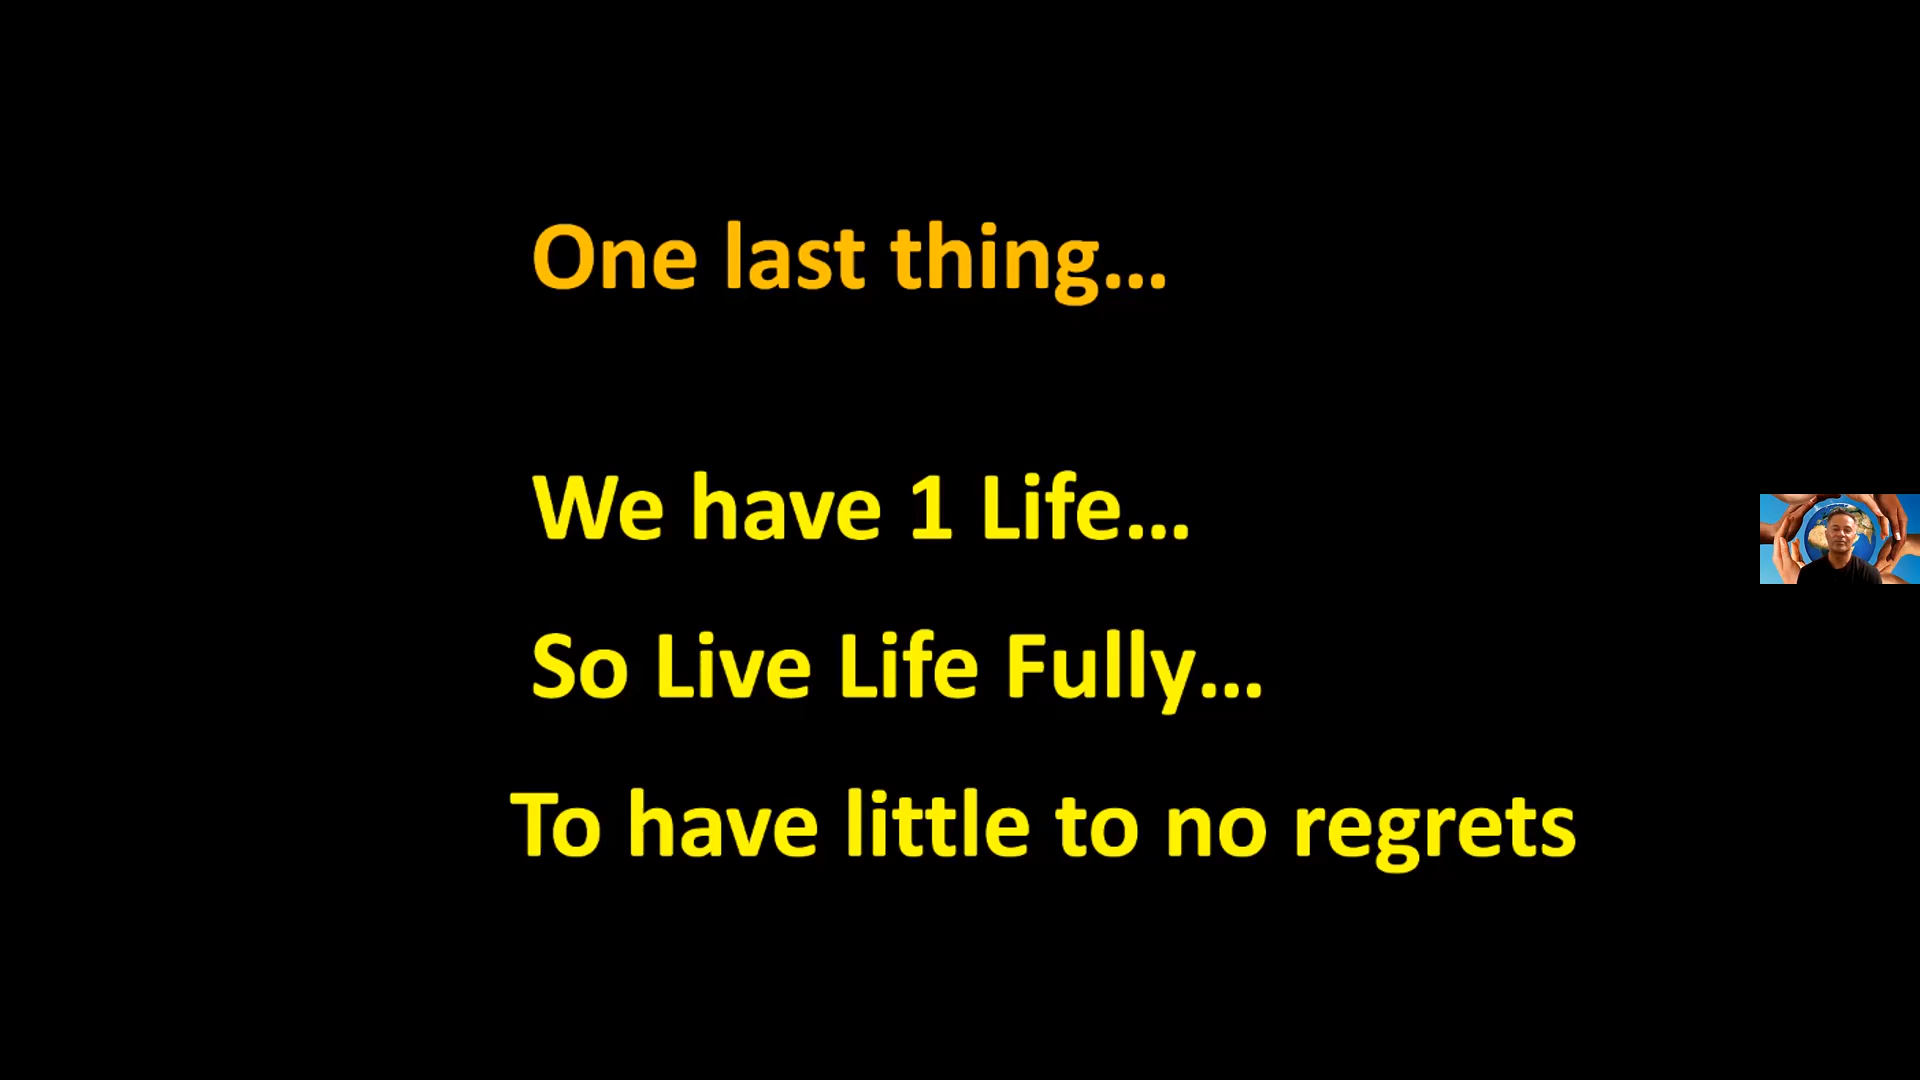 One last thing...
We have 1 Life...
So Live Life Fully...
To have little to no regrets